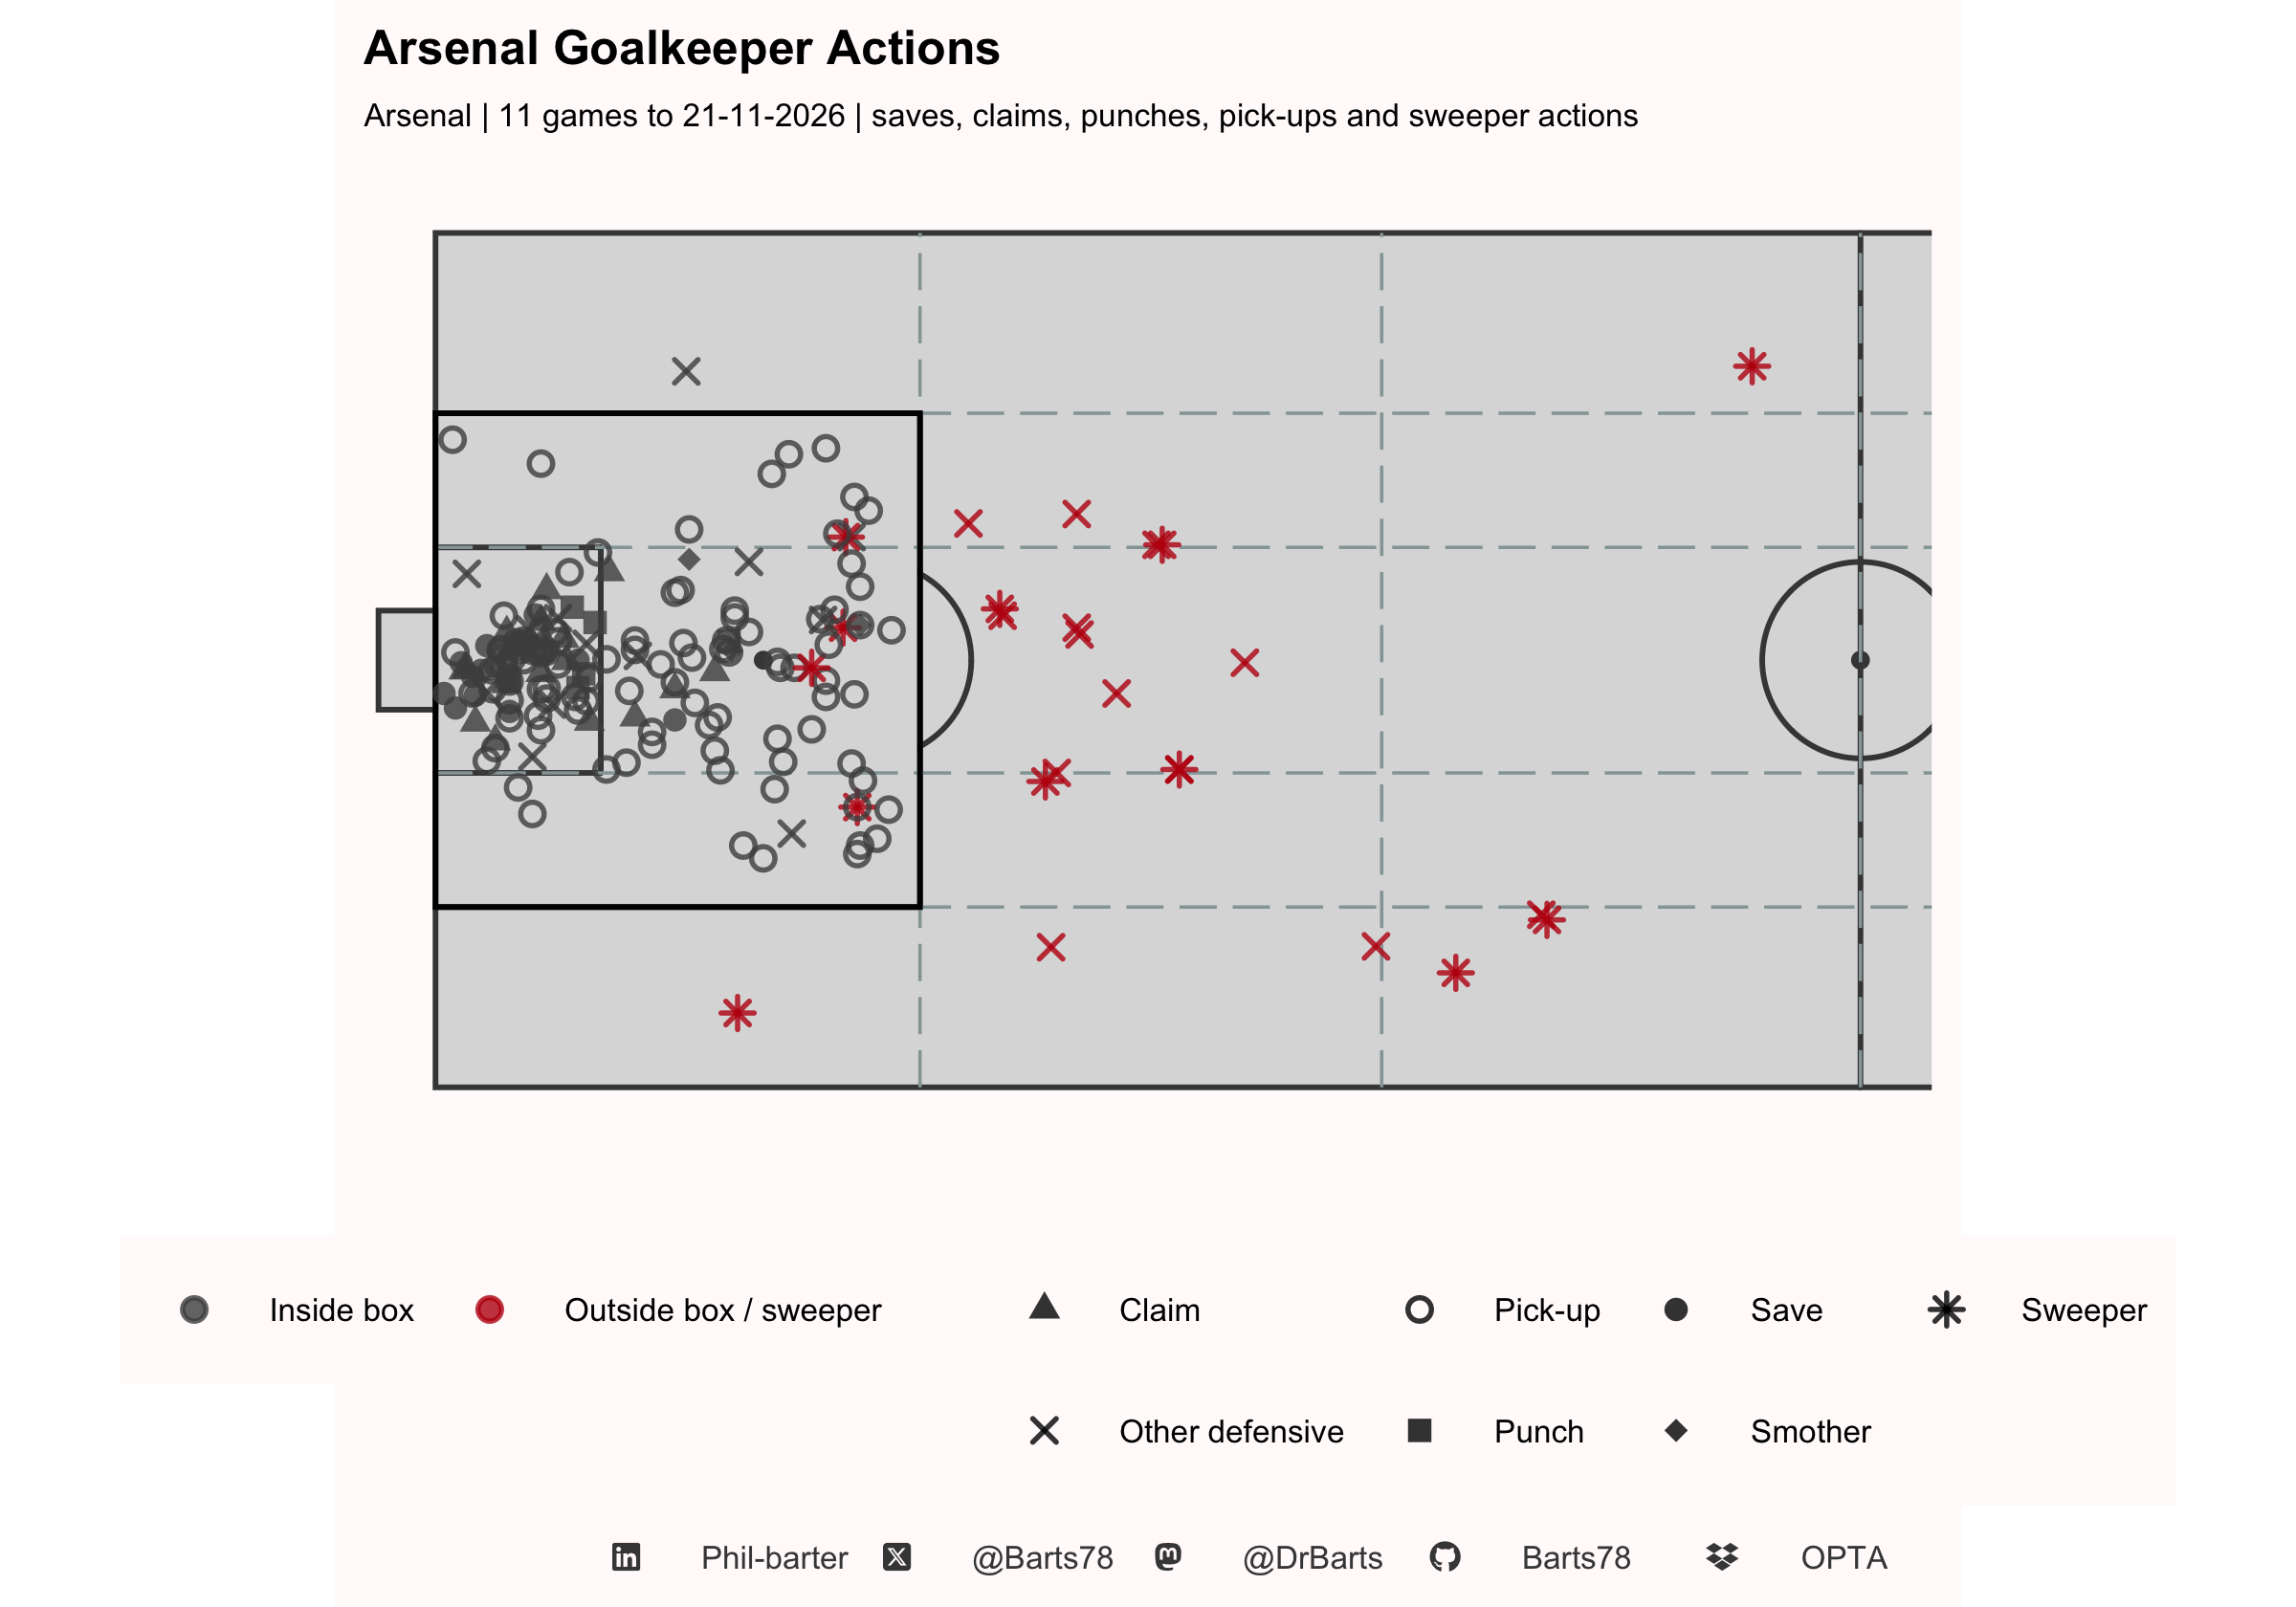 Arsenal Goalkeeper Actions
Arsenal | 11 games to 21-11-2026 | saves, claims, punches, pick-ups and sweeper actions
Inside box Outside box / sweeper Claim Pick-up Save Sweeper
Other defensive Punch Smother
Phil-barter @Barts78 @DrBarts Barts78 OPTA